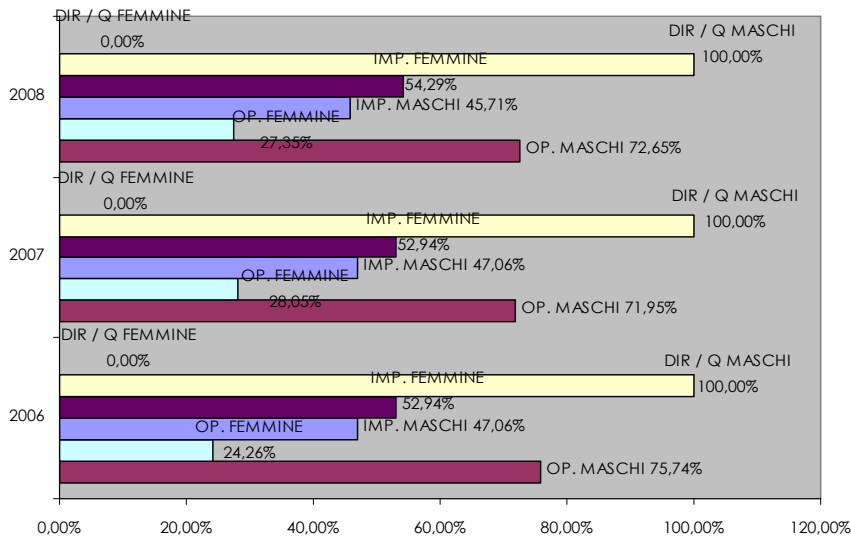 DIR / Q FEMMINE
0,00%
DIR / Q MASCHI
100,00%
IMP. FEMMINE
54,29%
2008
IMP. MASCHI 45,71%
OP. FEMMINE
27,35%
OP. MASCHI 72,65%
DIR / Q FEMMINE
0,00%
DIR / Q MASCHI
100,00%
IMP. FEMMINE
52,94%
2007
IMP. MASCHI 47,06%
OP. FEMMINE
28,05%
OP. MASCHI 71,95%
DIR / Q FEMMINE
0,00%
DIR / Q MASCHI
100,00%
IMP. FEMMINE
52,94%
2006
IMP. MASCHI 47,06%
OP. FEMMINE
24,26%
OP. MASCHI 75,74%
0,00% 20,00% 40,00% 60,00% 80,00% 100,00% 120,00%